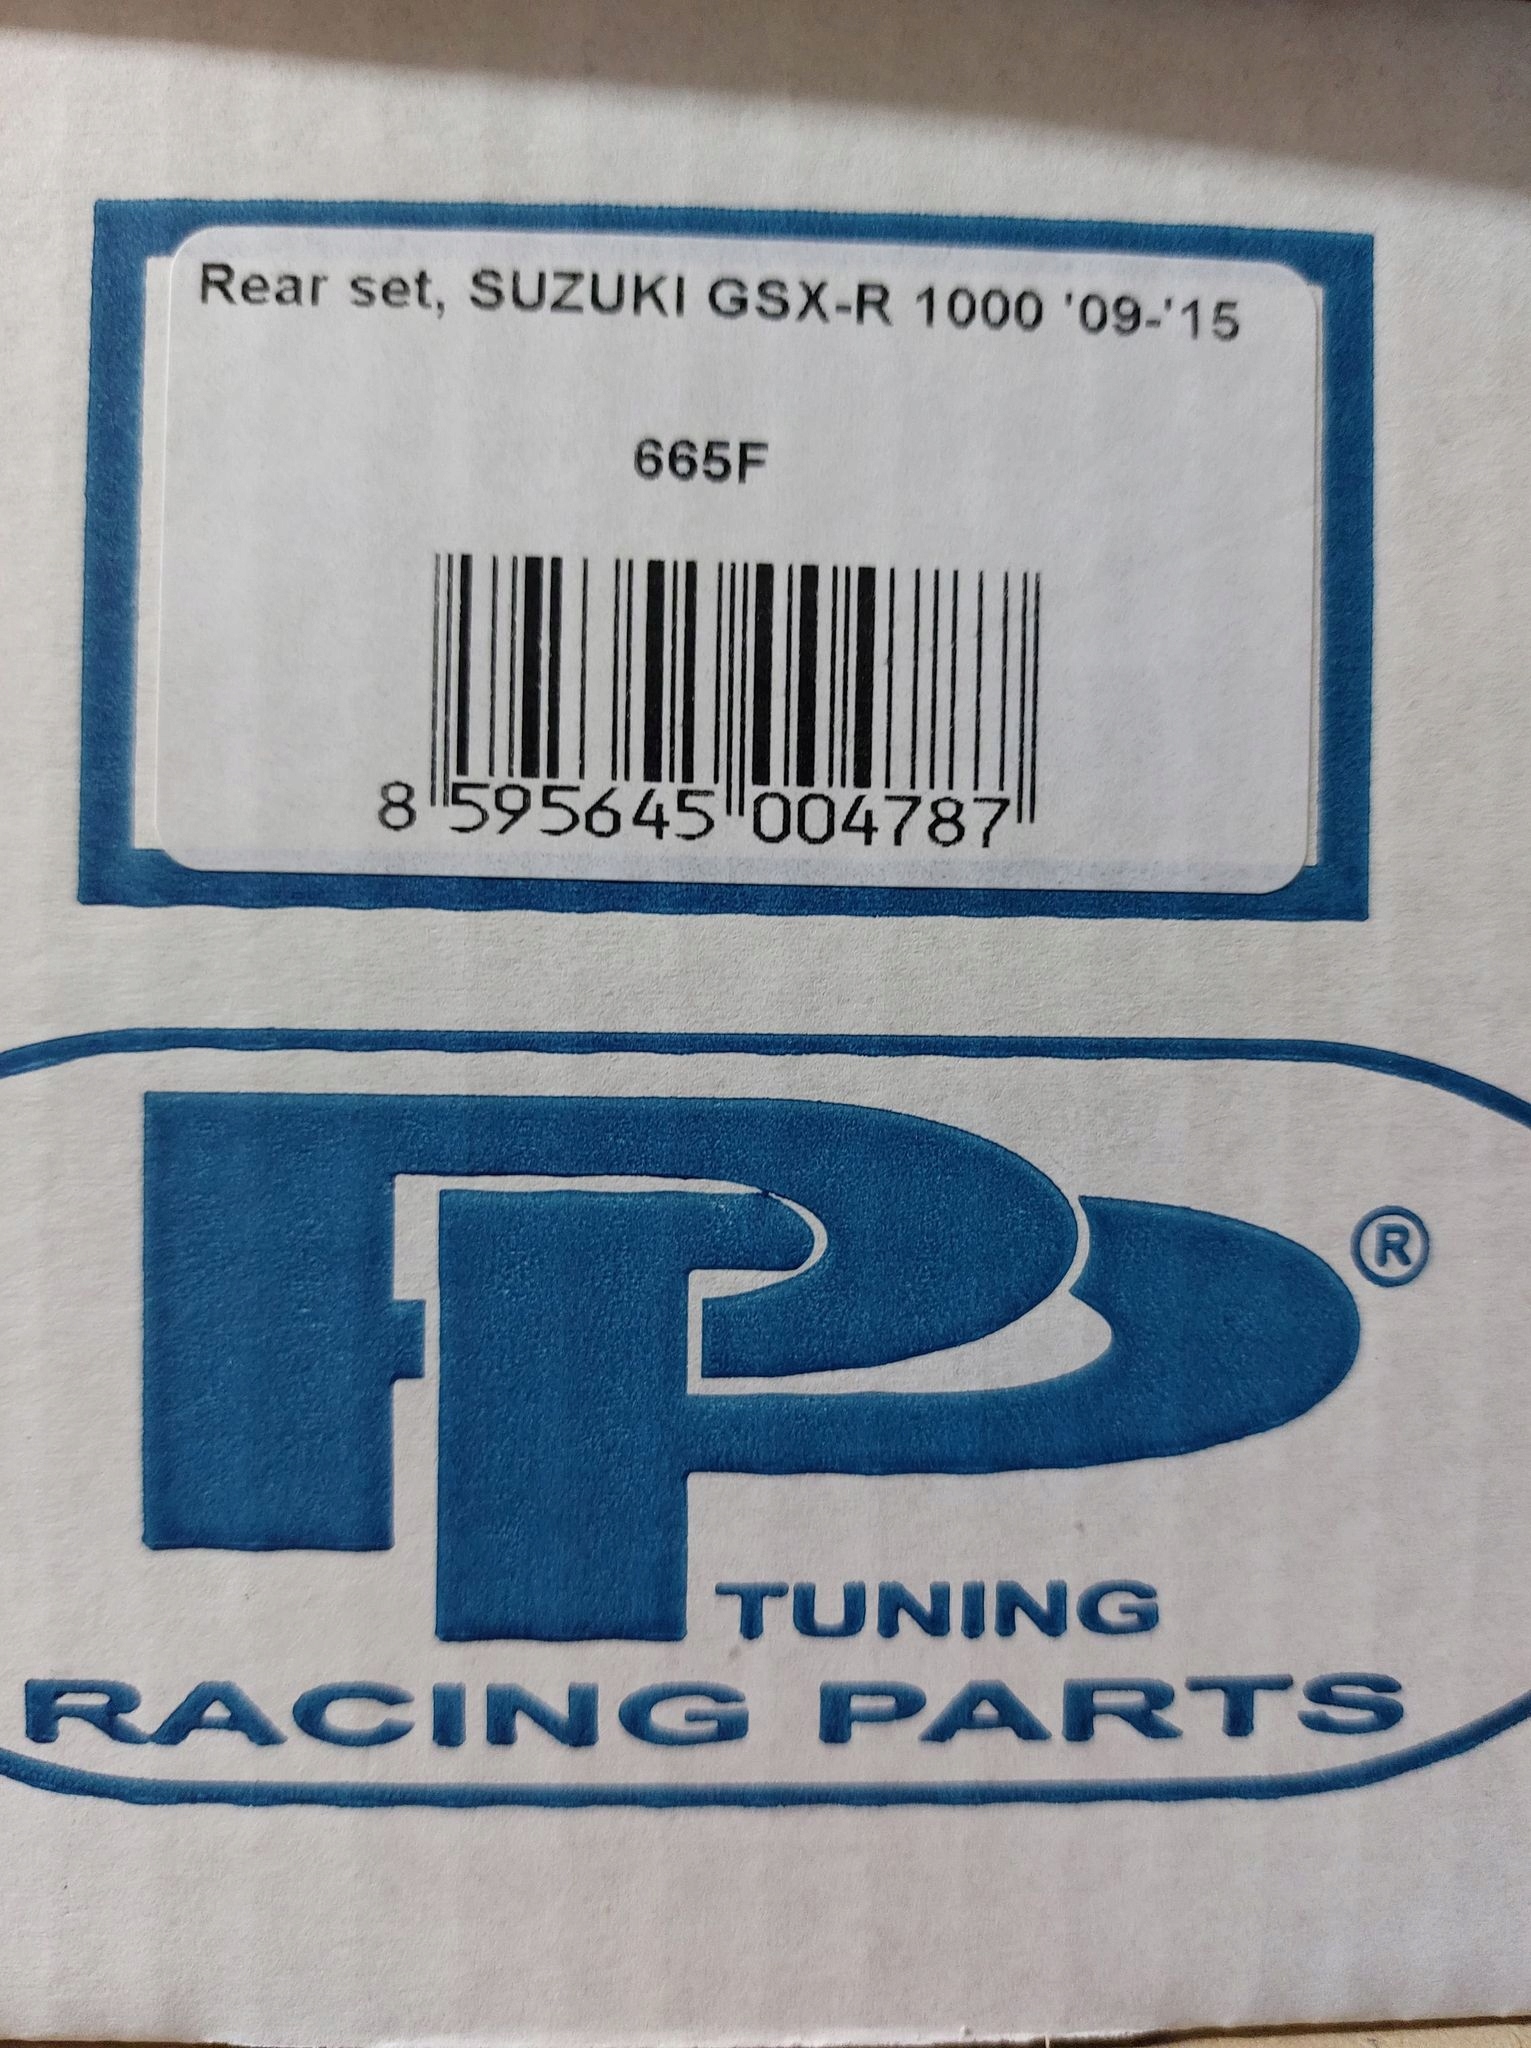 Rear set, SUZUKI GSX-R 1000 '09-'15
665F
8 595645 004787
PP ®
TUNING
RACING PARTS